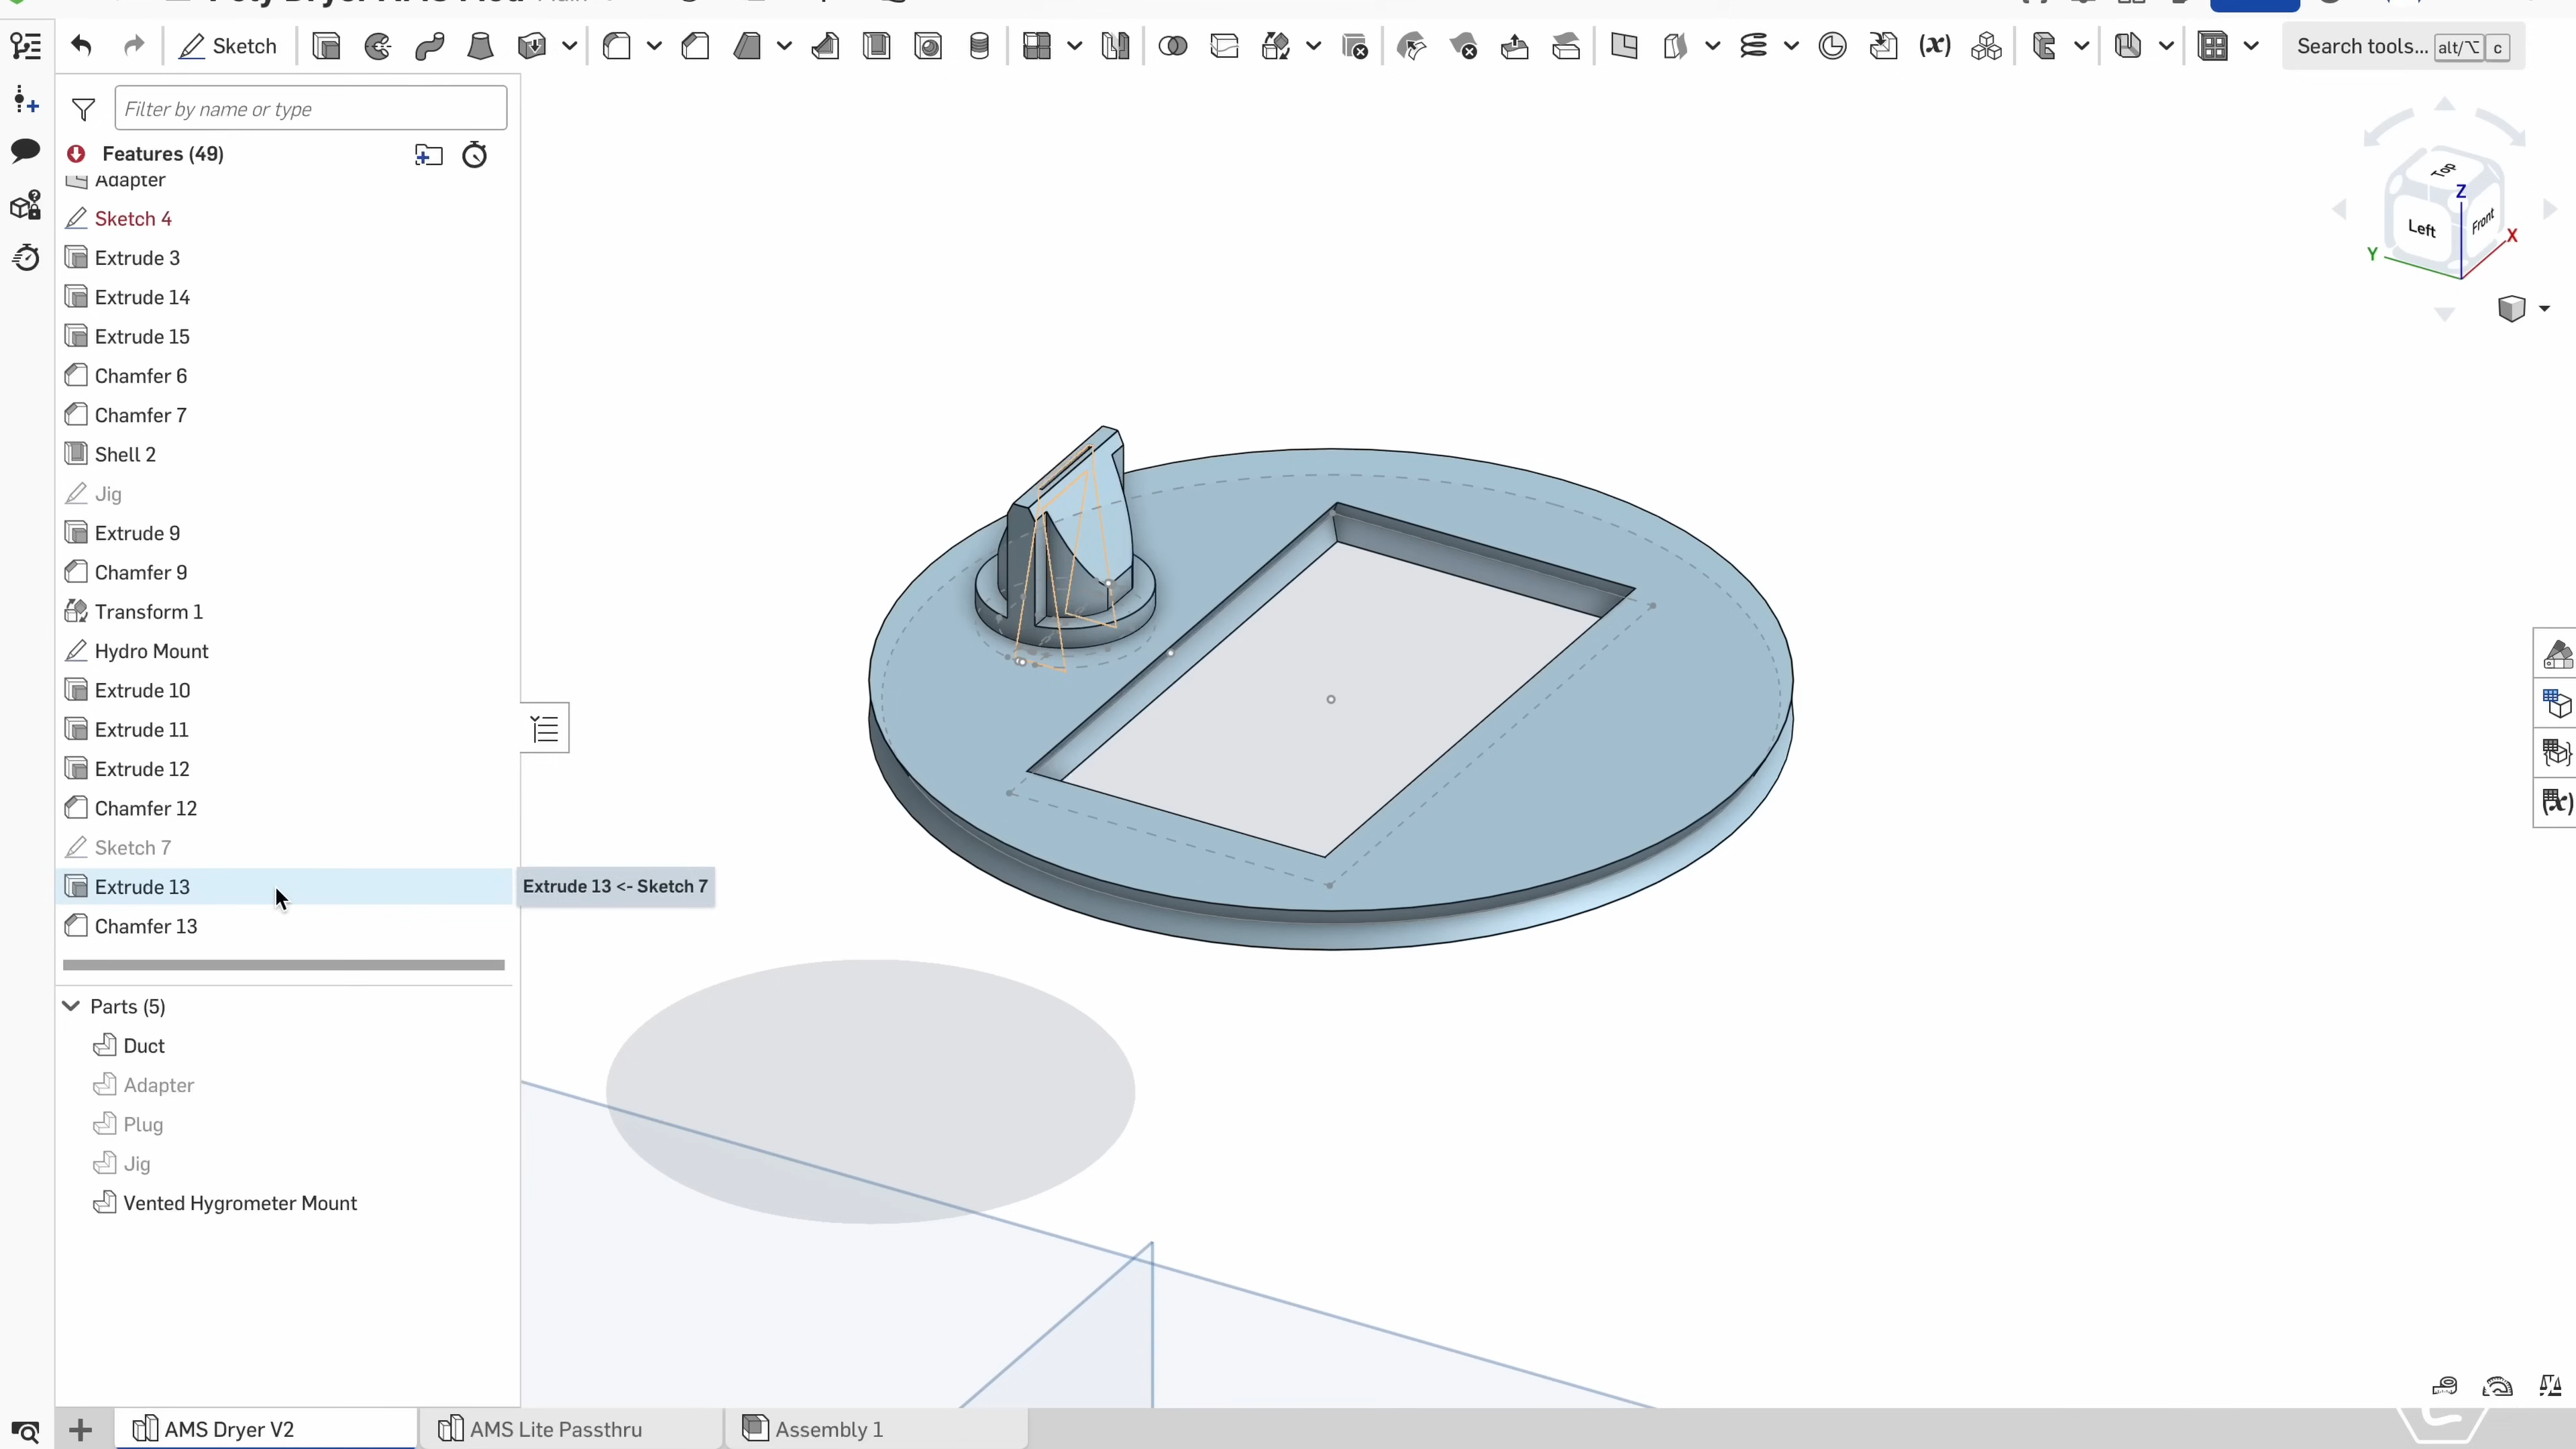 Sketch
Search tools... alt/⌥ c
Filter by name or type
Features (49)
Adapter
Sketch 4
Extrude 3
Extrude 14
Extrude 15
Chamfer 6
Chamfer 7
Shell 2
Jig
Extrude 9
Chamfer 9
Transform 1
Hydro Mount
Extrude 10
Extrude 11
Extrude 12
Chamfer 12
Sketch 7
Extrude 13
Extrude 13 <- Sketch 7
Chamfer 13
Parts (5)
Duct
Adapter
Plug
Jig
Vented Hygrometer Mount
Top
Z
Left
Front
X
Y
(x)
(x)
AMS Dryer V2
AMS Lite Passthru
Assembly 1